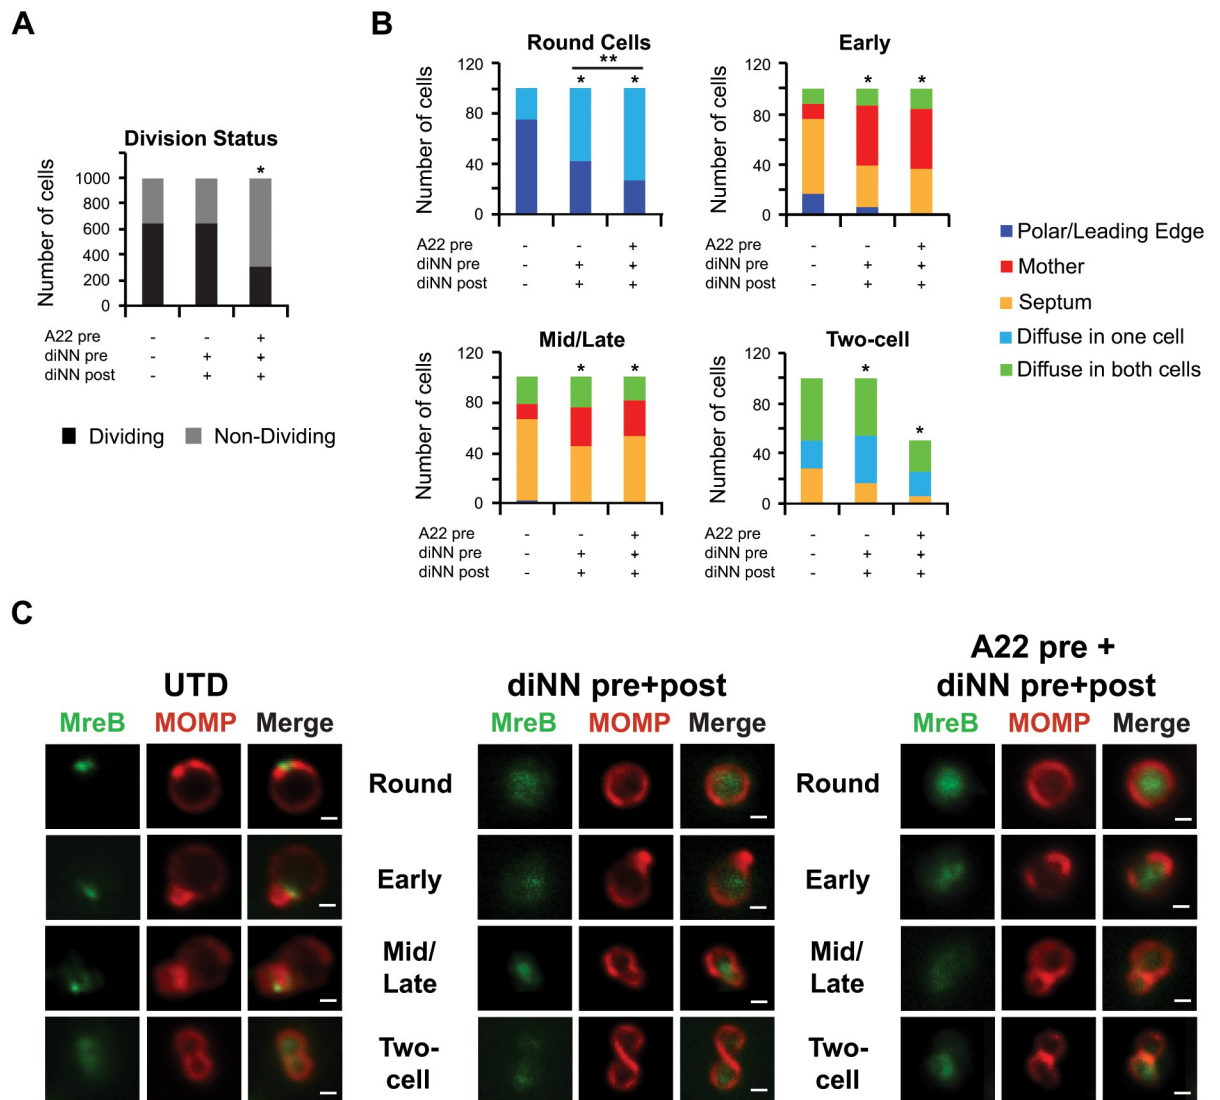 A
Division Status
Number of cells
1000
800
600
400
200
0
*
A22 pre - - +
diNN pre - + +
diNN post - + +
Dividing Non-Dividing
B
Round Cells
Number of cells
120
80
40
0
**
* *
A22 pre - - +
diNN pre - + +
diNN post - + +
Early
Number of cells
120
80
40
0
* *
A22 pre - - +
diNN pre - + +
diNN post - + +
Mid/Late
Number of cells
120
80
40
0
* *
A22 pre - - +
diNN pre - + +
diNN post - + +
Two-cell
Number of cells
120
80
40
0
* *
A22 pre - - +
diNN pre - + +
diNN post - + +
Polar/Leading Edge
Mother
Septum
Diffuse in one cell
Diffuse in both cells
C
UTD
MreB MOMP Merge
diNN pre+post
MreB MOMP Merge
A22 pre +
diNN pre+post
MreB MOMP Merge
Round Round
Early Early
Mid/ Mid/
Late Late
Two- Two-
cell cell